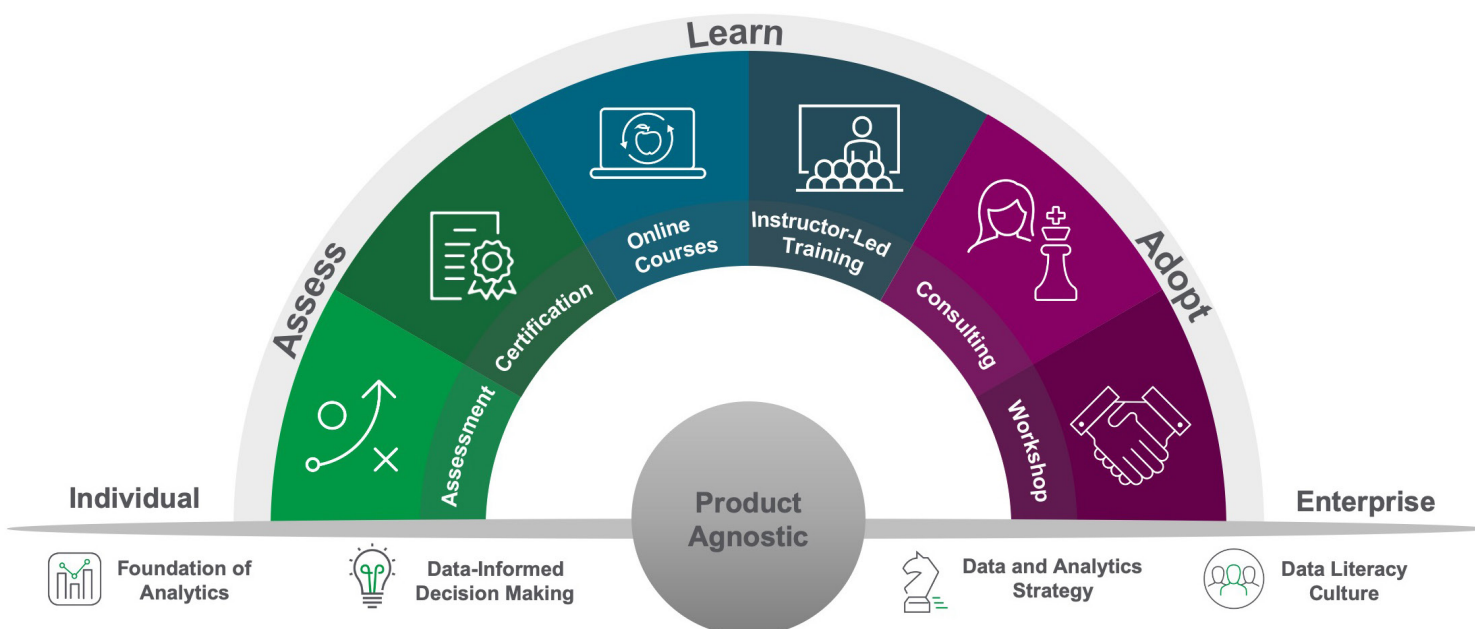 Learn
Assess
Adopt
Assessment
Certification
Online
Courses
Instructor-Led
Training
Consulting
Workshop
Individual
Product
Agnostic
Enterprise
Foundation of
Analytics
Data-Informed
Decision Making
Data and Analytics
Strategy
Data Literacy
Culture